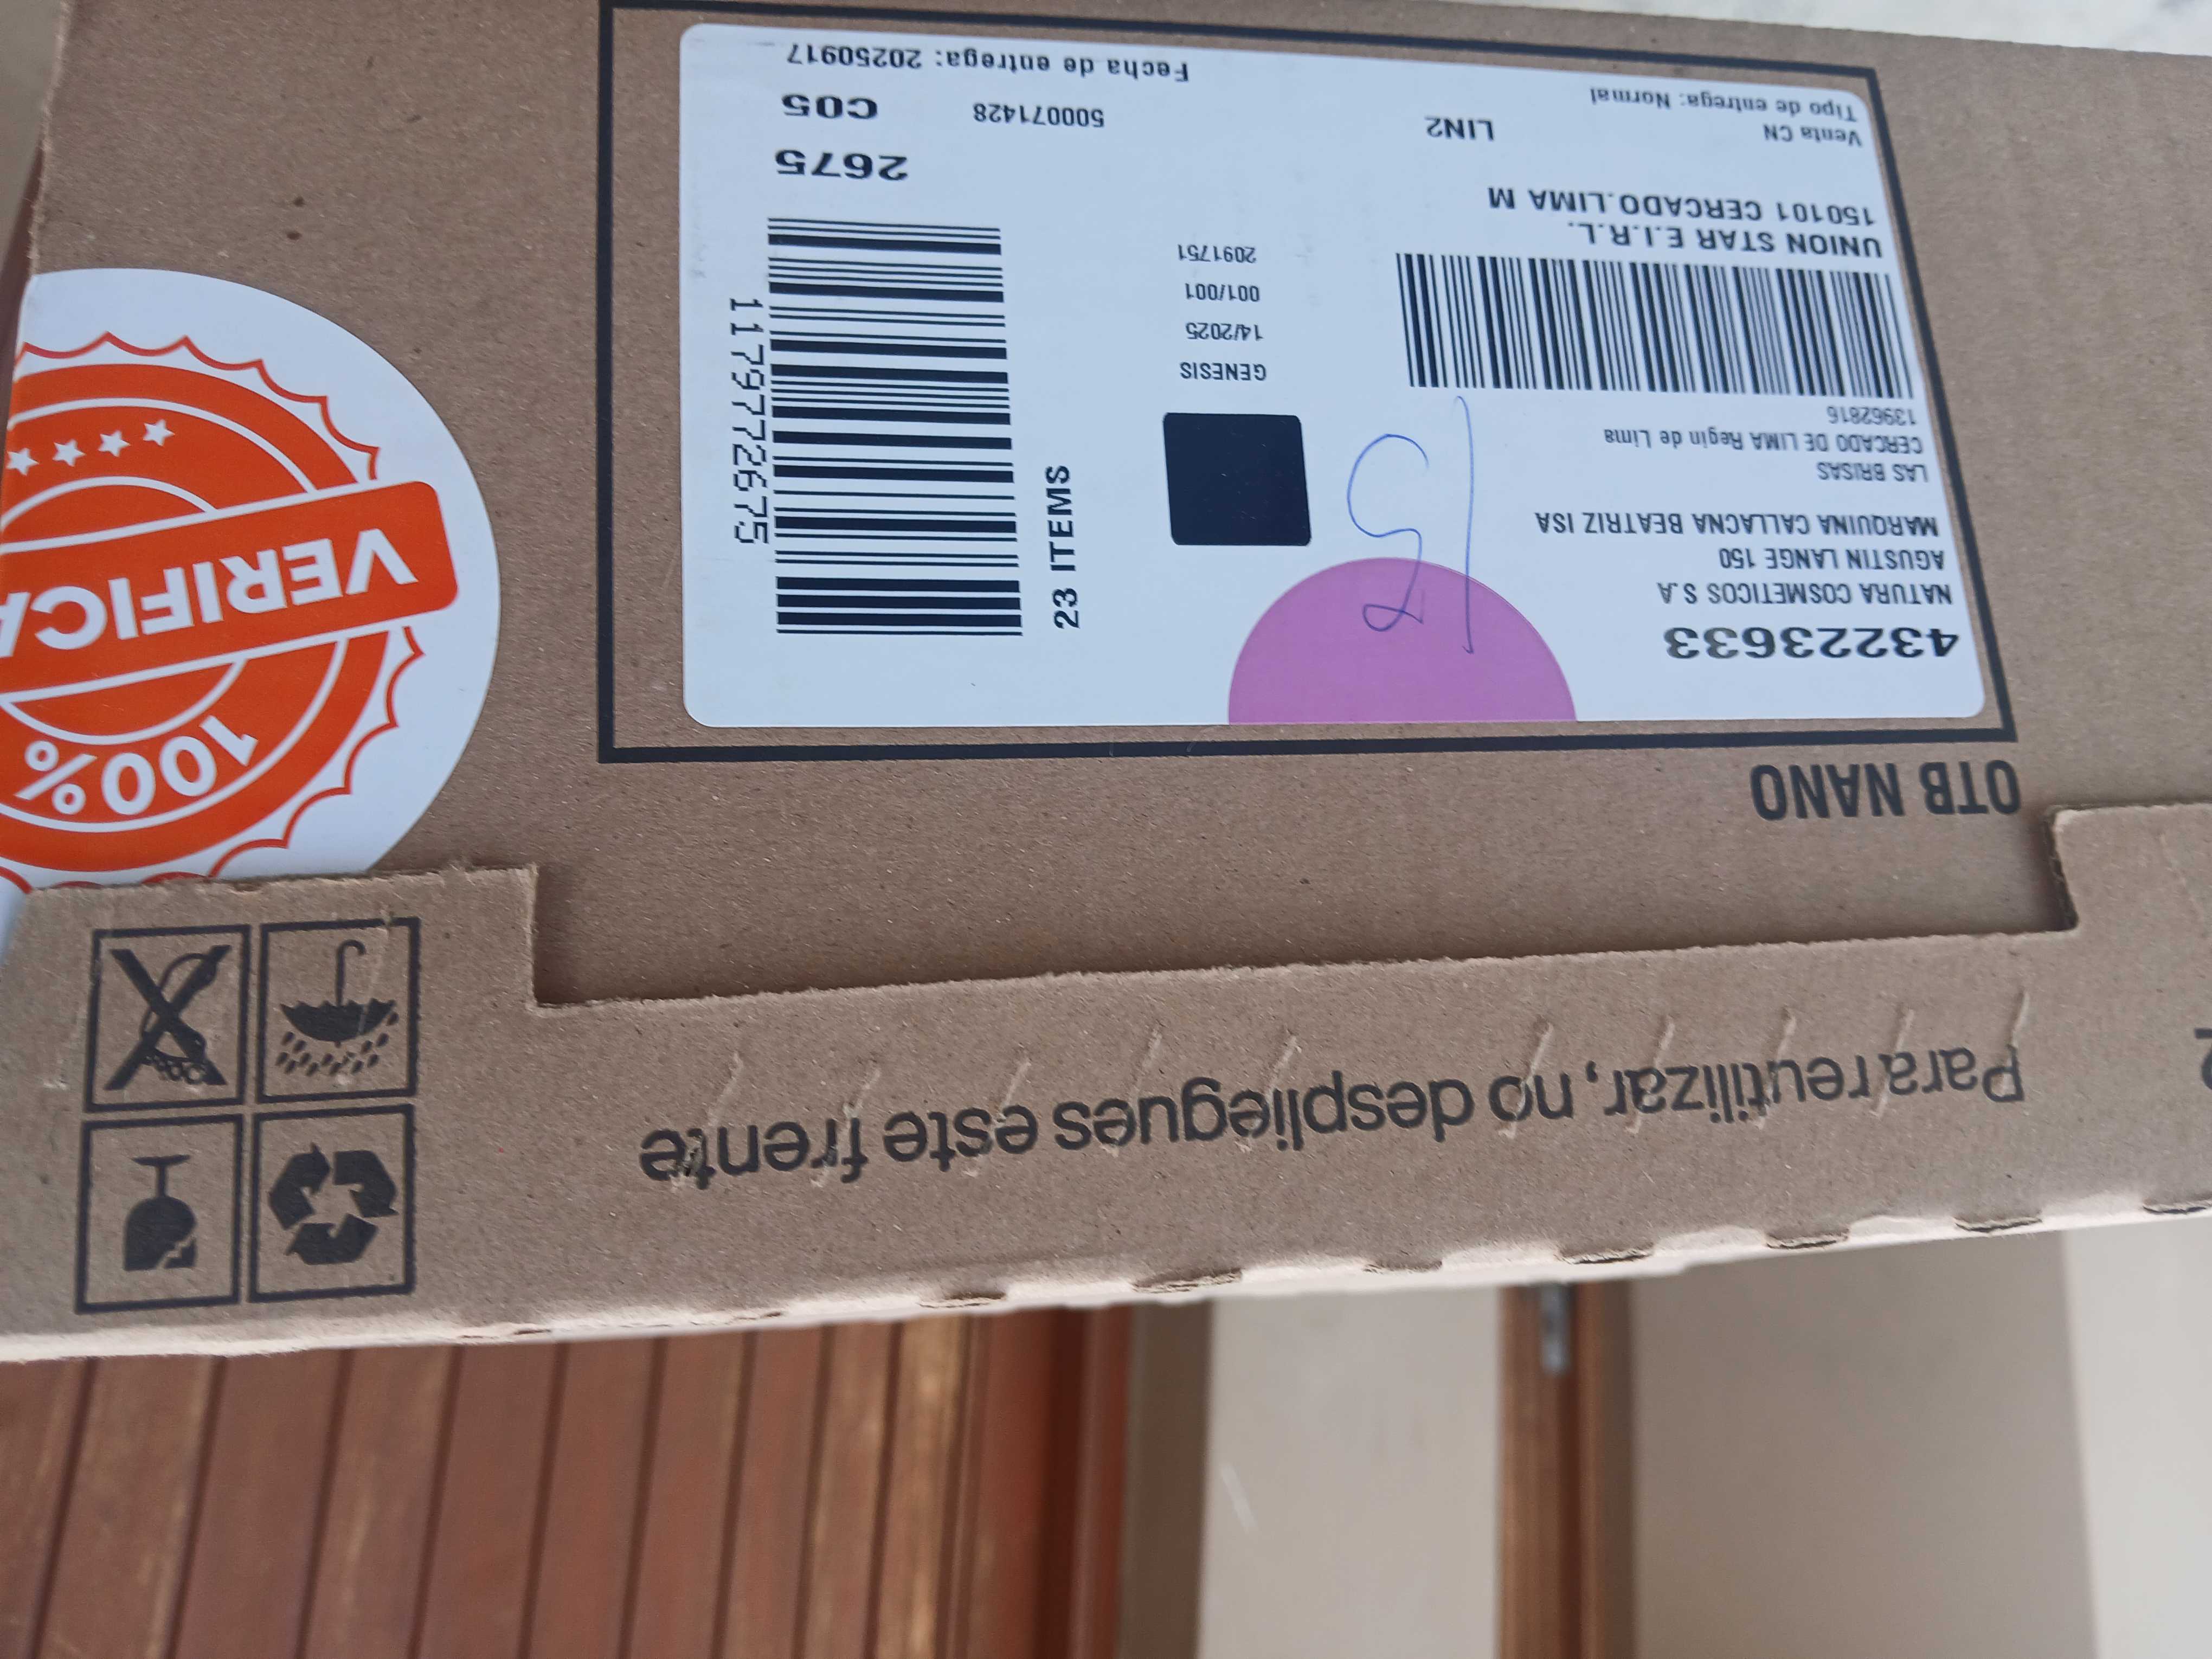 Para reutilizar, no despliegues este frente
OTB NANO
43223633
NATURA COSMETICOS S.A
AGUSTIN LANGE 150
MARQUINA CALLACNA BEATRIZ ISA
LAS BRISAS
CERCADO DE LIMA Regin de Lima
13962816
UNION STAR E.I.R.L.
150101 CERCADO.LIMA M
Venta CN
Tipo de entrega: Normal
LIN2
15
GENESIS
14/2025
001/001
2091751
23 ITEMS
11797726 75
2675
500071428
C05
Fecha de entrega: 20250917
100%
VERIFICA